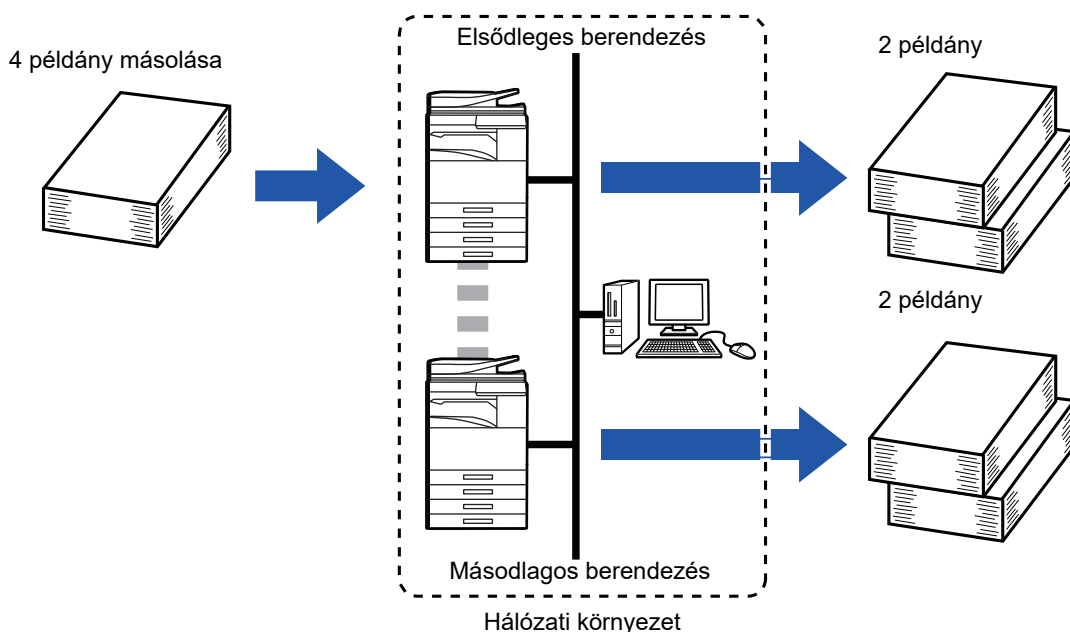 4 példány másolása
Elsődleges berendezés
2 példány
2 példány
Másodlagos berendezés
Hálózati környezet